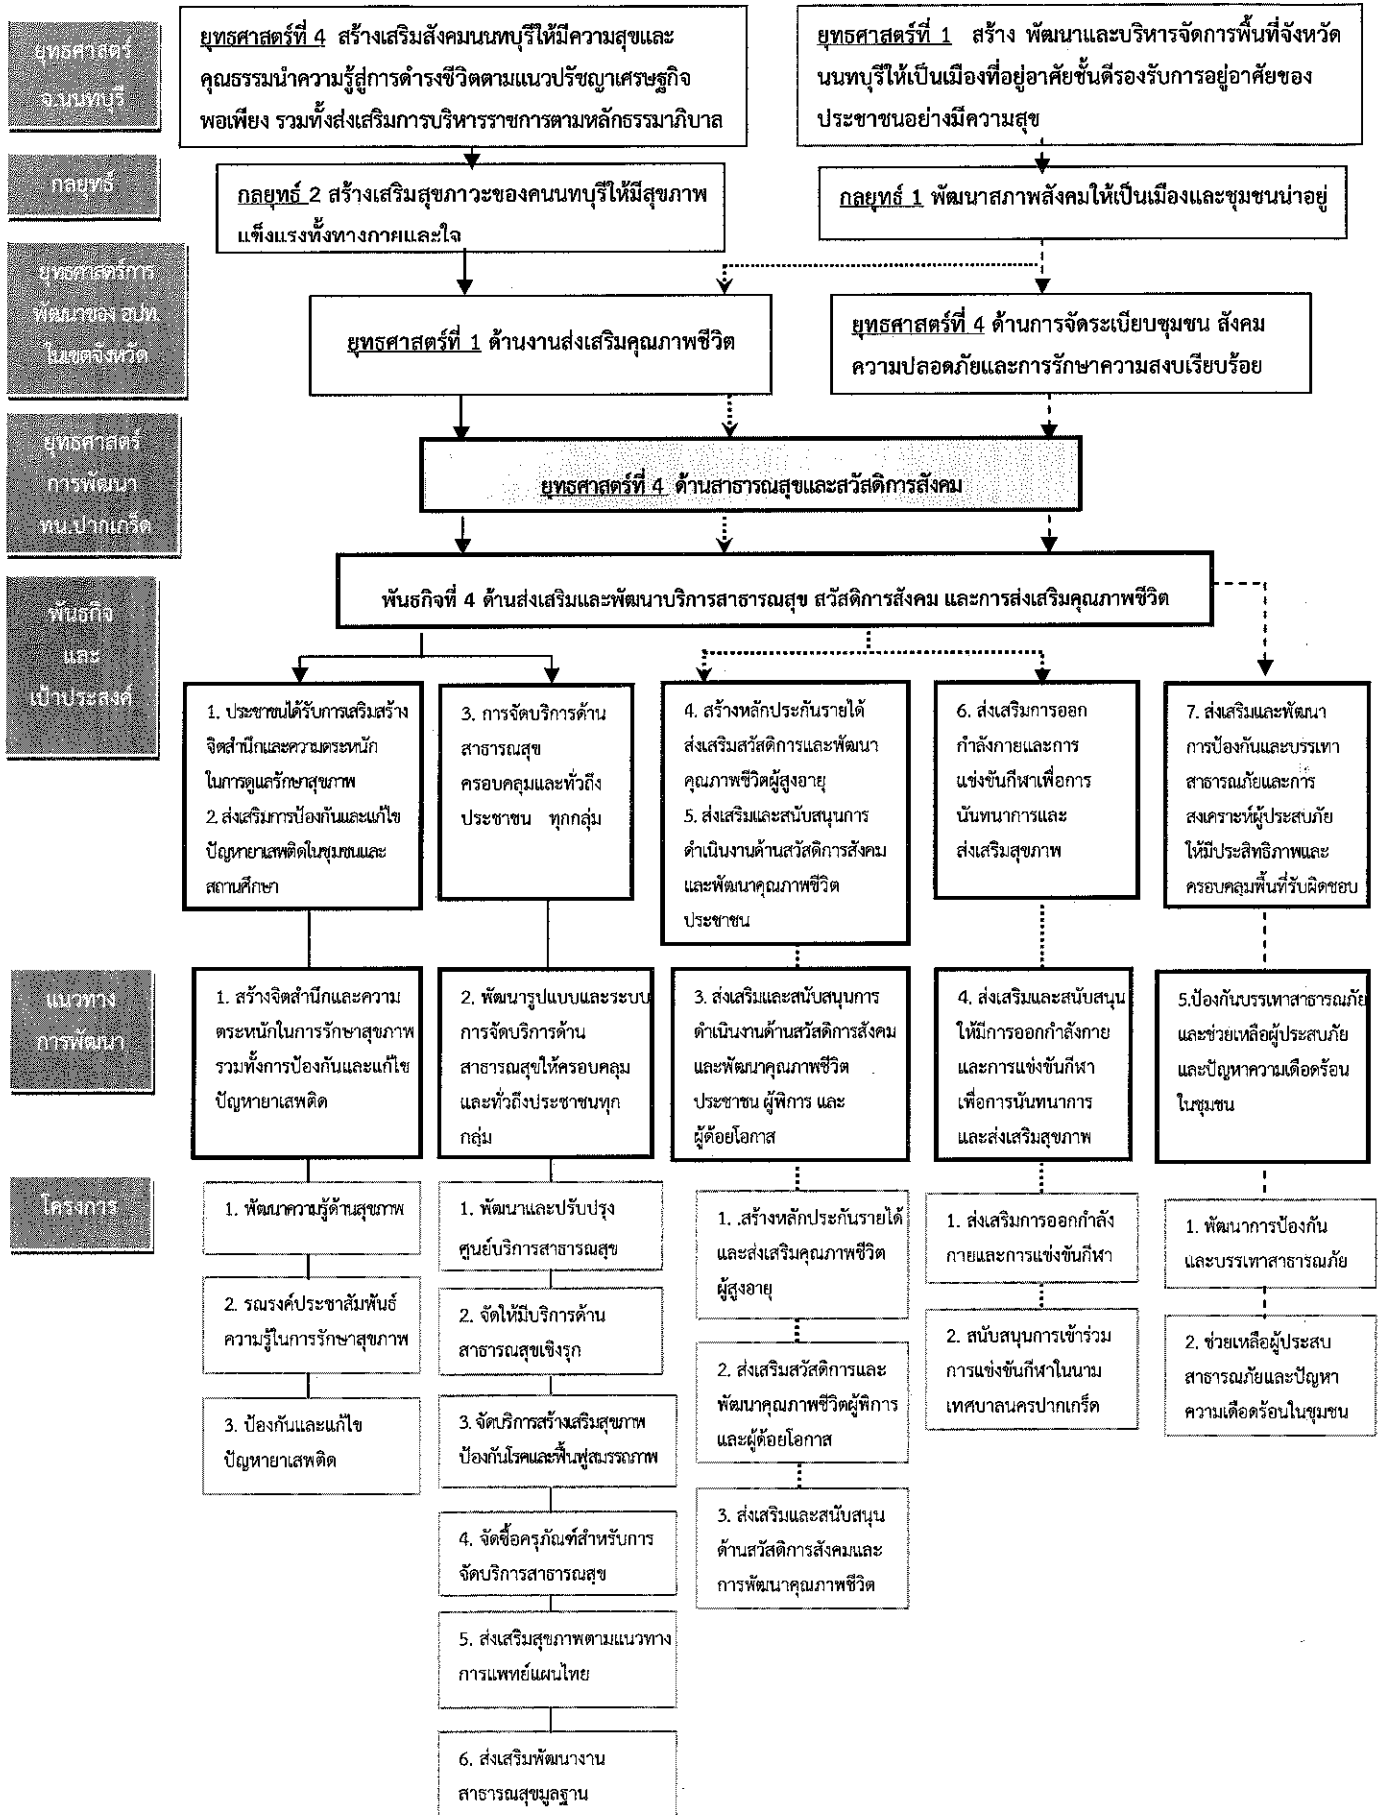 ยุทธศาสตร์
จ.นนทบุรี
ยุทธศาสตร์ที่ 4 สร้างเสริมสังคมนนทบุรีให้มีความสุขและ
คุณธรรมนำความรู้สู่การดำรงชีวิตตามแนวปรัชญาเศรษฐกิจ
พอเพียง รวมทั้งส่งเสริมการบริหารราชการตามหลักธรรมาภิบาล
ยุทธศาสตร์ที่ 1 สร้าง พัฒนาและบริหารจัดการพื้นที่จังหวัด
นนทบุรีให้เป็นเมืองที่อยู่อาศัยชั้นดีรองรับการอยู่อาศัยของ
ประชาชนอย่างมีความสุข
กลยุทธ์
กลยุทธ์ 2 สร้างเสริมสุขภาวะของคนนทบุรีให้มีสุขภาพ
แข็งแรงทั้งทางกายและใจ
กลยุทธ์ 1 พัฒนาสภาพสังคมให้เป็นเมืองและชุมชนน่าอยู่
ยุทธศาสตร์การ
พัฒนาของ อปท.
ในเขตจังหวัด
ยุทธศาสตร์ที่ 1 ด้านงานส่งเสริมคุณภาพชีวิต
ยุทธศาสตร์ที่ 4 ด้านการจัดระเบียบชุมชน สังคม
ความปลอดภัยและการรักษาความสงบเรียบร้อย
ยุทธศาสตร์
การพัฒนา
ทน.ปากเกร็ด
ยุทธศาสตร์ที่ 4 ด้านสาธารณสุขและสวัสดิการสังคม
พันธกิจ
และ
เป้าประสงค์
พันธกิจที่ 4 ด้านส่งเสริมและพัฒนาบริการสาธารณสุข สวัสดิการสังคม และการส่งเสริมคุณภาพชีวิต
1. ประชาชนได้รับการเสริมสร้าง
จิตสำนึกและความตระหนัก
ในการดูแลรักษาสุขภาพ
2. ส่งเสริมการป้องกันและแก้ไข
ปัญหายาเสพติดในชุมชนและ
สถานศึกษา
3. การจัดบริการด้าน
สาธารณสุข
ครอบคลุมและทั่วถึง
ประชาชน ทุกกลุ่ม
4. สร้างหลักประกันรายได้
ส่งเสริมสวัสดิการและพัฒนา
คุณภาพชีวิตผู้สูงอายุ
5. ส่งเสริมและสนับสนุนการ
ดำเนินงานด้านสวัสดิการสังคม
และพัฒนาคุณภาพชีวิต
ประชาชน
6. ส่งเสริมการออก
กำลังกายและการ
แข่งขันกีฬาเพื่อการ
นันทนาการและ
ส่งเสริมสุขภาพ
7. ส่งเสริมและพัฒนา
การป้องกันและบรรเทา
สาธารณภัยและการ
สงเคราะห์ผู้ประสบภัย
ให้มีประสิทธิภาพและ
ครอบคลุมพื้นที่รับผิดชอบ
แนวทาง
การพัฒนา
1. สร้างจิตสำนึกและความ
ตระหนักในการรักษาสุขภาพ
รวมทั้งการป้องกันและแก้ไข
ปัญหายาเสพติด
2. พัฒนารูปแบบและระบบ
การจัดบริการด้าน
สาธารณสุขให้ครอบคลุม
และทั่วถึงประชาชนทุก
กลุ่ม
3. ส่งเสริมและสนับสนุนการ
ดำเนินงานด้านสวัสดิการสังคม
และพัฒนาคุณภาพชีวิต
ประชาชน ผู้พิการ และ
ผู้ด้อยโอกาส
4. ส่งเสริมและสนับสนุน
ให้มีการออกกำลังกาย
และการแข่งขันกีฬา
เพื่อการนันทนาการ
และส่งเสริมสุขภาพ
5.ป้องกันบรรเทาสาธารณภัย
และช่วยเหลือผู้ประสบภัย
และปัญหาความเดือดร้อน
ในชุมชน
โครงการ
1. พัฒนาความรู้ด้านสุขภาพ
2. รณรงค์ประชาสัมพันธ์
ความรู้ในการรักษาสุขภาพ
3. ป้องกันและแก้ไข
ปัญหายาเสพติด
1. พัฒนาและปรับปรุง
ศูนย์บริการสาธารณสุข
2. จัดให้มีบริการด้าน
สาธารณสุขเชิงรุก
3. จัดบริการสร้างเสริมสุขภาพ
ป้องกันโรคและฟื้นฟูสมรรถภาพ
4. จัดซื้อครุภัณฑ์สำหรับการ
จัดบริการสาธารณสุข
5. ส่งเสริมสุขภาพตามแนวทาง
การแพทย์แผนไทย
6. ส่งเสริมพัฒนางาน
สาธารณสุขมูลฐาน
1. .สร้างหลักประกันรายได้
และส่งเสริมคุณภาพชีวิต
ผู้สูงอายุ
2. ส่งเสริมสวัสดิการและ
พัฒนาคุณภาพชีวิตผู้พิการ
และผู้ด้อยโอกาส
3. ส่งเสริมและสนับสนุน
ด้านสวัสดิการสังคมและ
การพัฒนาคุณภาพชีวิต
1. ส่งเสริมการออกกำลัง
กายและการแข่งขันกีฬา
2. สนับสนุนการเข้าร่วม
การแข่งขันกีฬาในนาม
เทศบาลนครปากเกร็ด
1. พัฒนาการป้องกัน
และบรรเทาสาธารณภัย
2. ช่วยเหลือผู้ประสบ
สาธารณภัยและปัญหา
ความเดือดร้อนในชุมชน